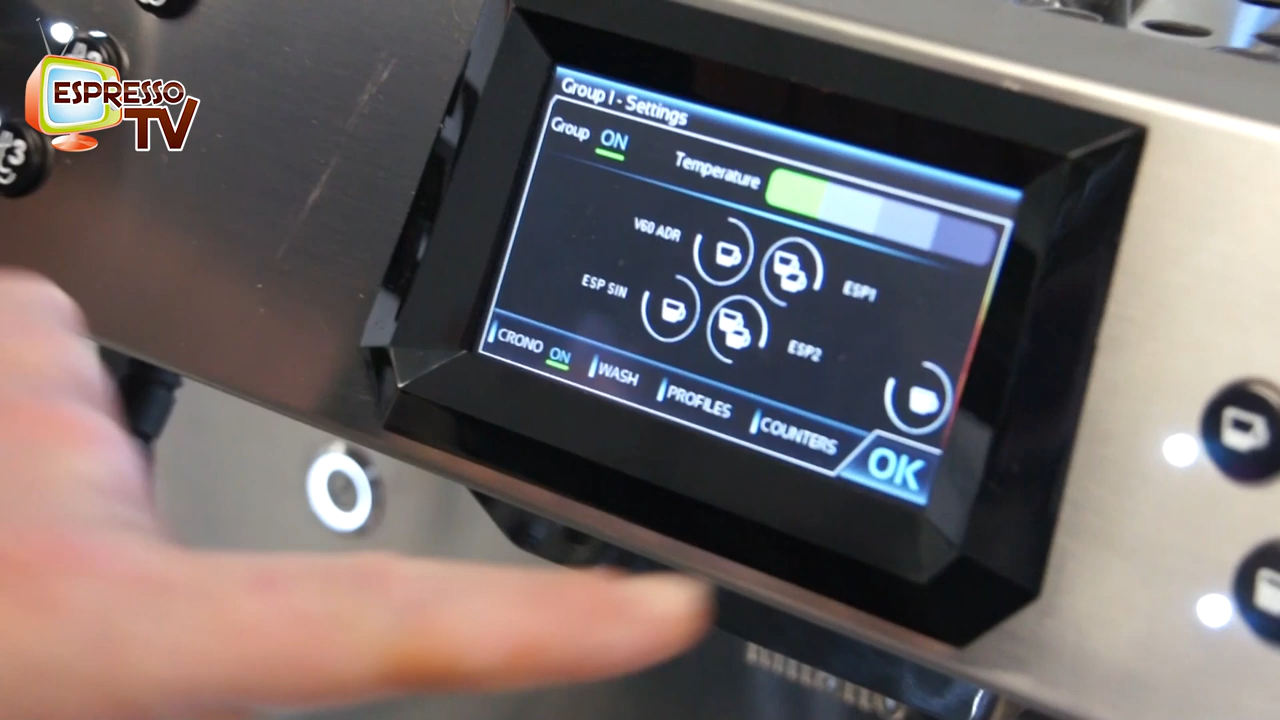 ESPRESSO
TV
Group 1 - Settings
Group ON
Temperature
V60 ADR
ESP1
ESP SIN
ESP2
CRONO ON
WASH
PROFILES
COUNTERS
OK